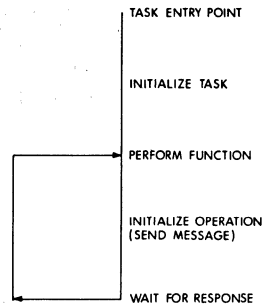 TASK ENTRY POINT
INITIALIZE TASK
PERFORM FUNCTION
INITIALIZE OPERATION
(SEND MESSAGE)
WAIT FOR RESPONSE